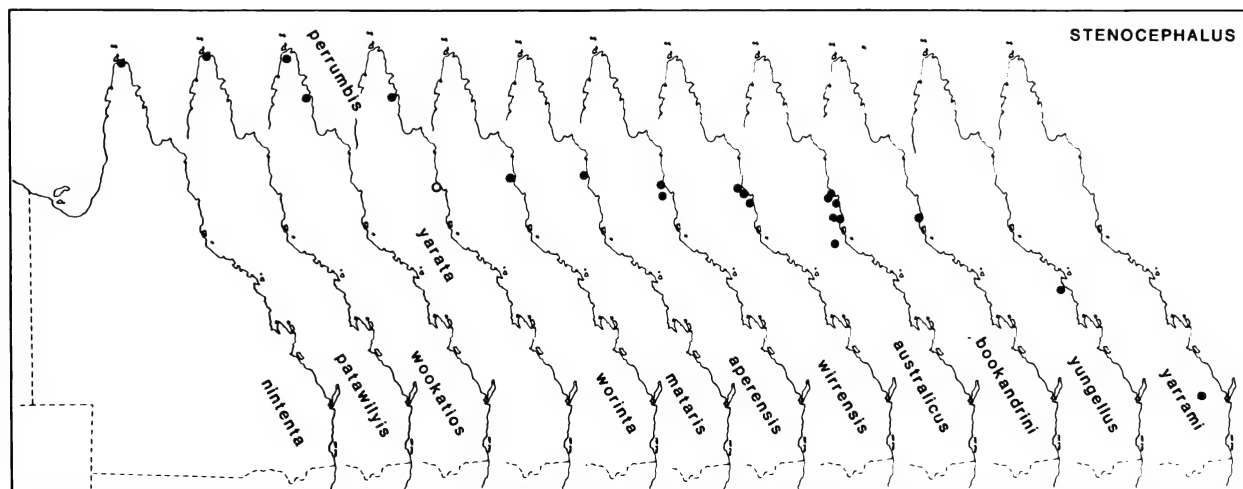 STENOCEPHALUS
perrumbis
yarata
nintenta
patawilyis
wookatios
worinta
mataris
aperensis
wirrensis
australicus
bookandrini
yungellus
yarrami